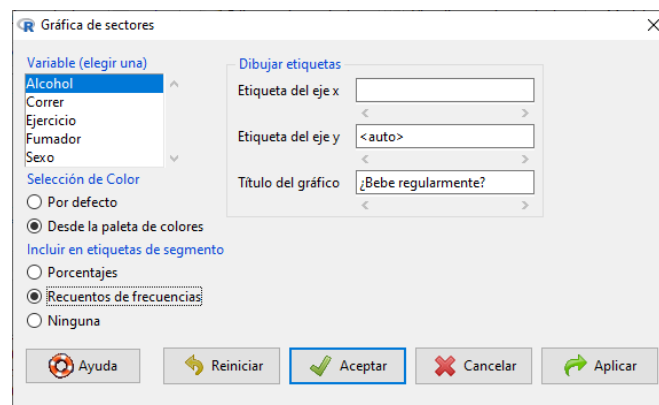 Gráfica de sectores
Variable (elegir una)
Alcohol
Correr
Ejercicio
Fumador
Sexo
Selección de Color
Por defecto
Desde la paleta de colores
Incluir en etiquetas de segmento
Porcentajes
Recuentos de frecuencias
Ninguna
Dibujar etiquetas
Etiqueta del eje x
Etiqueta del eje y <auto>
Título del gráfico ¿Bebe regularmente?
Ayuda Reiniciar Aceptar Cancelar Aplicar